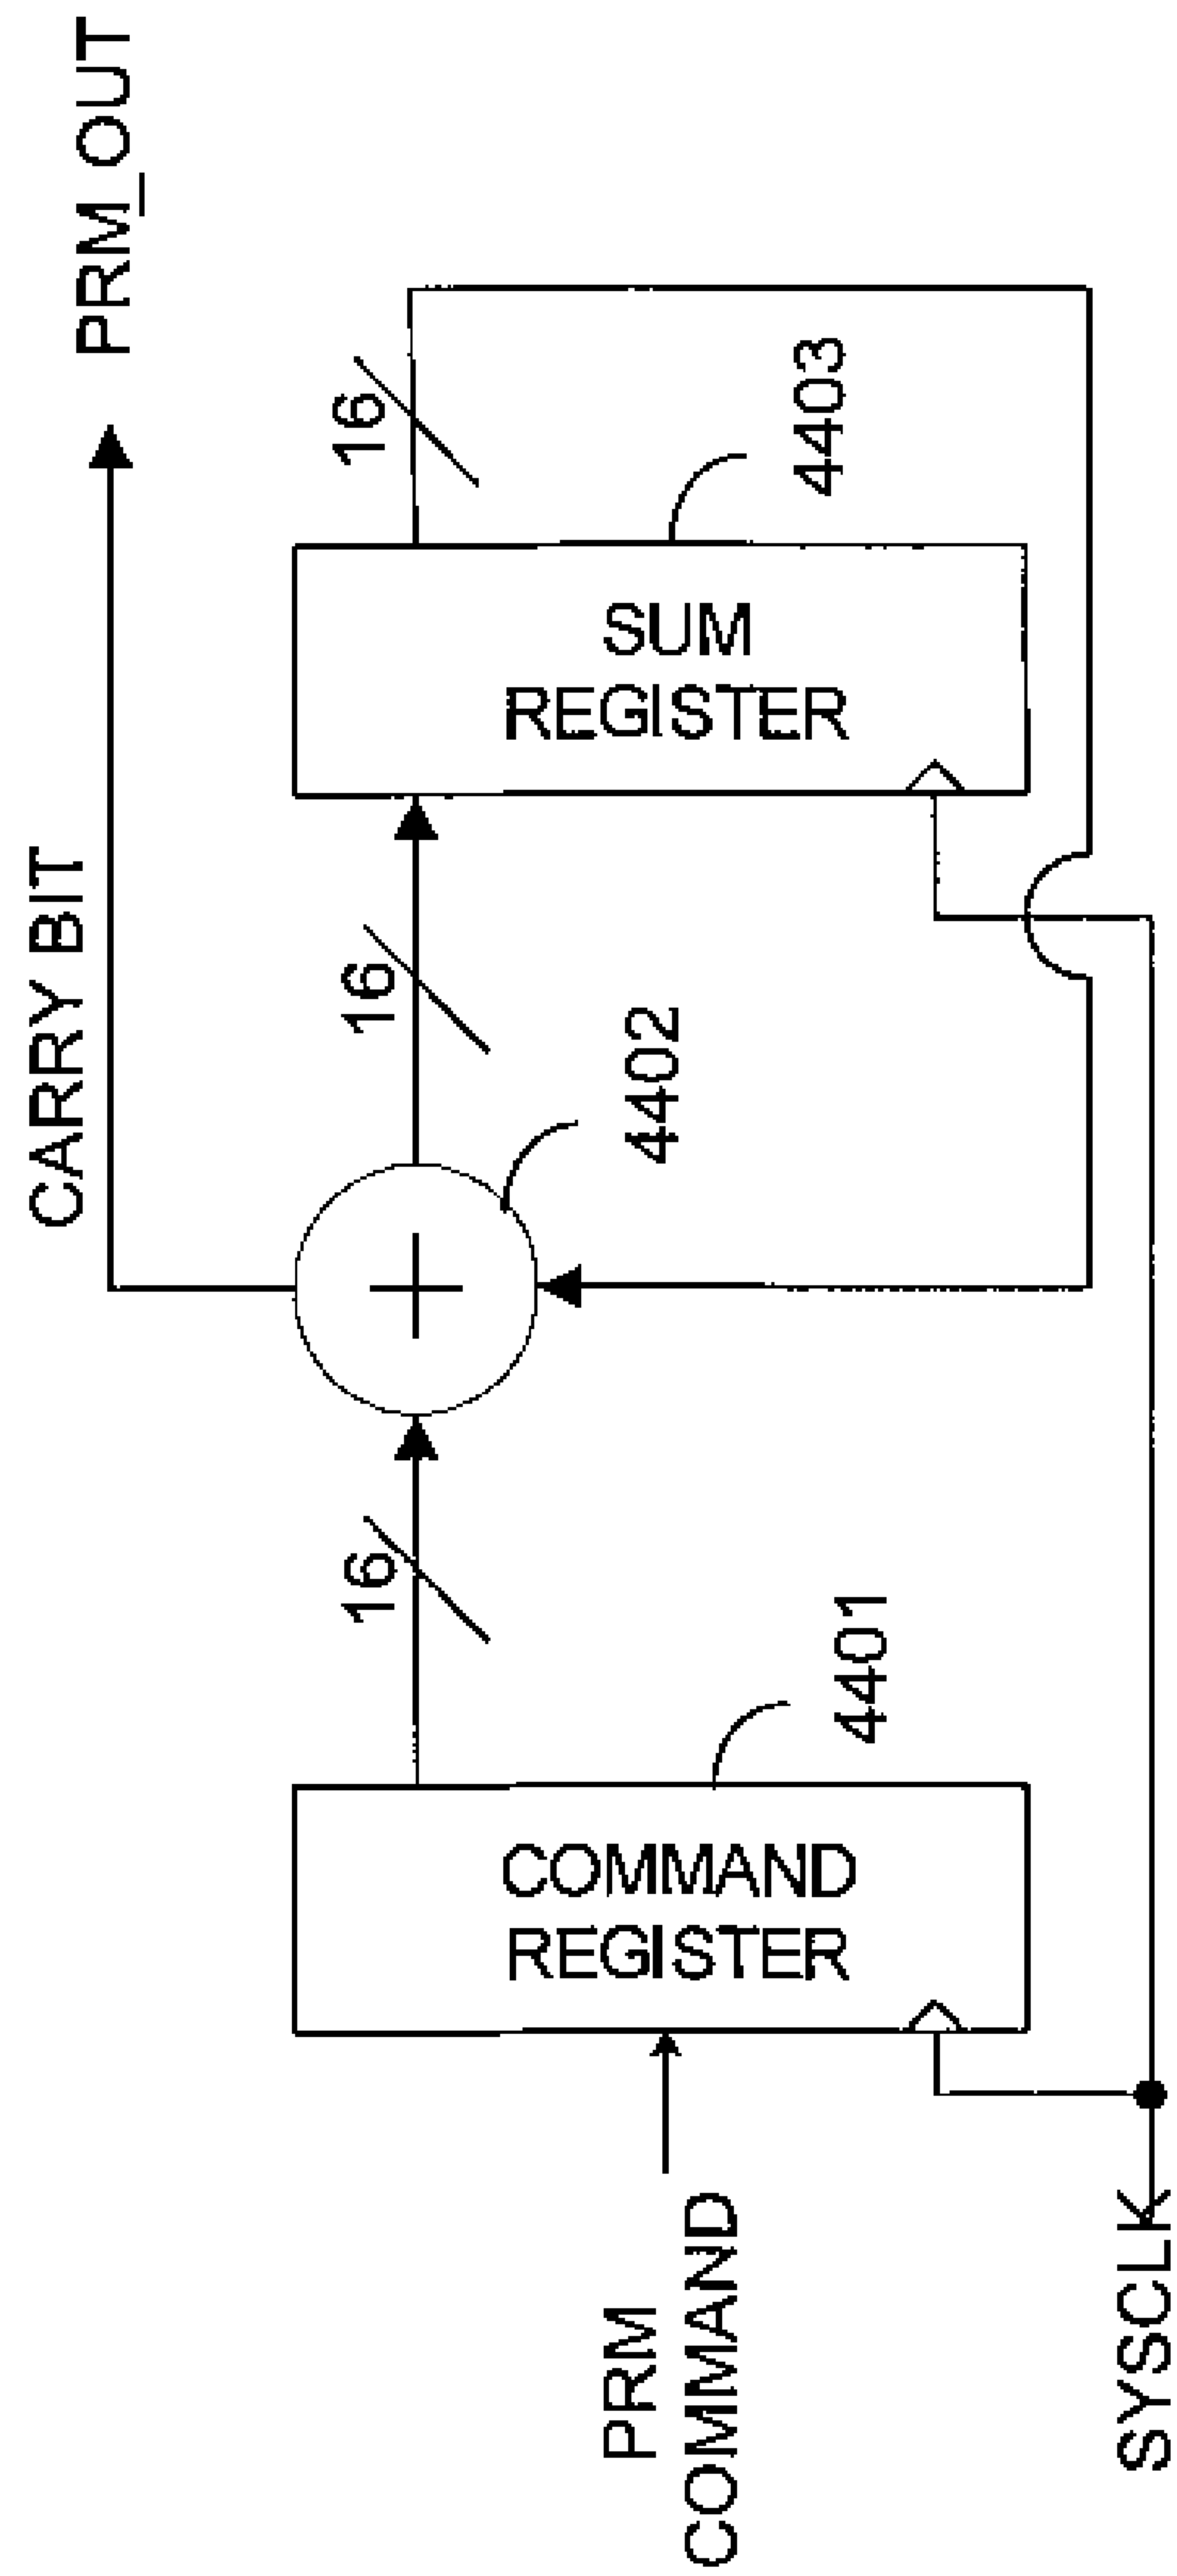 CARRY BIT
PRM_OUT
16
16
16
COMMAND
REGISTER
SUM
REGISTER
4401
4402
4403
PRM
COMMAND
SYSCLK